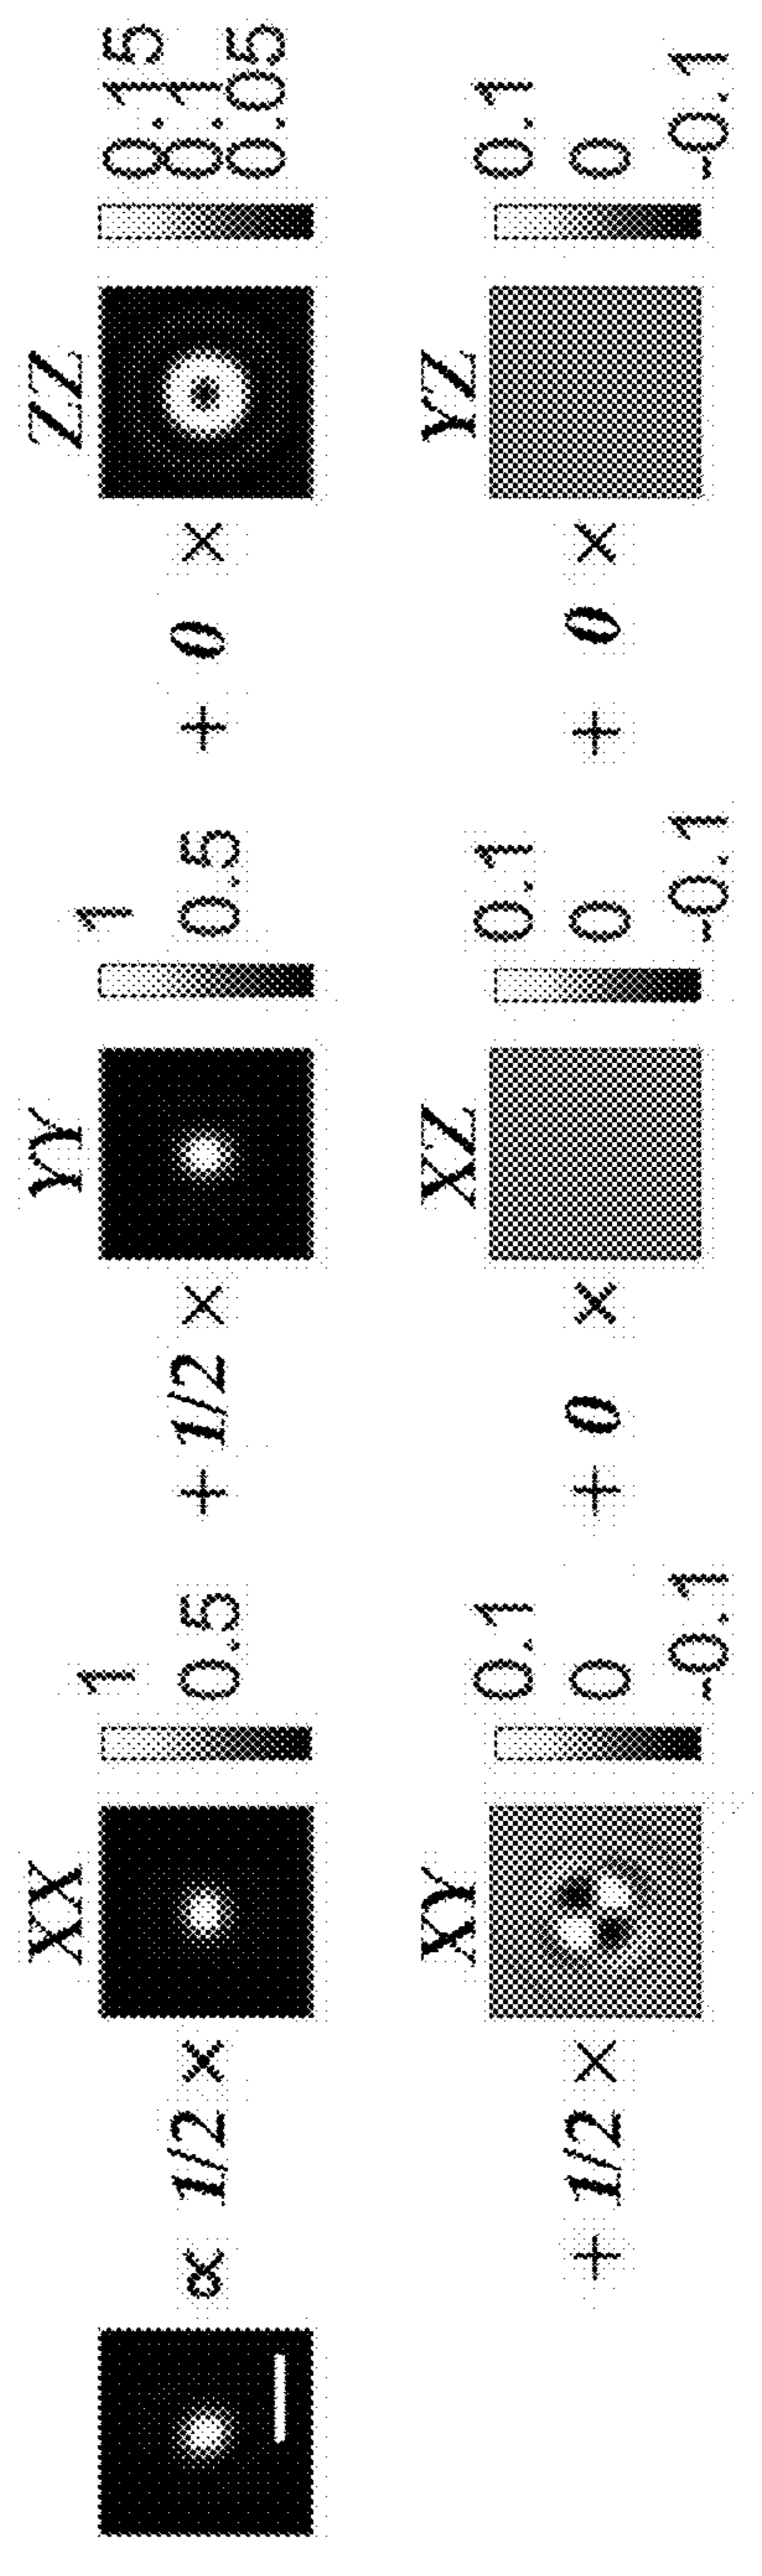 XX YY ZZ
1 1 0.15
0.1
∝ 1/2 × 0.5 + 1/2 × 0.5 + 0 ×
0.05
XY XZ YZ
0.1 0.1 0.1
+ 1/2 × 0 + 0 × 0 + 0 × 0
-0.1 -0.1 -0.1